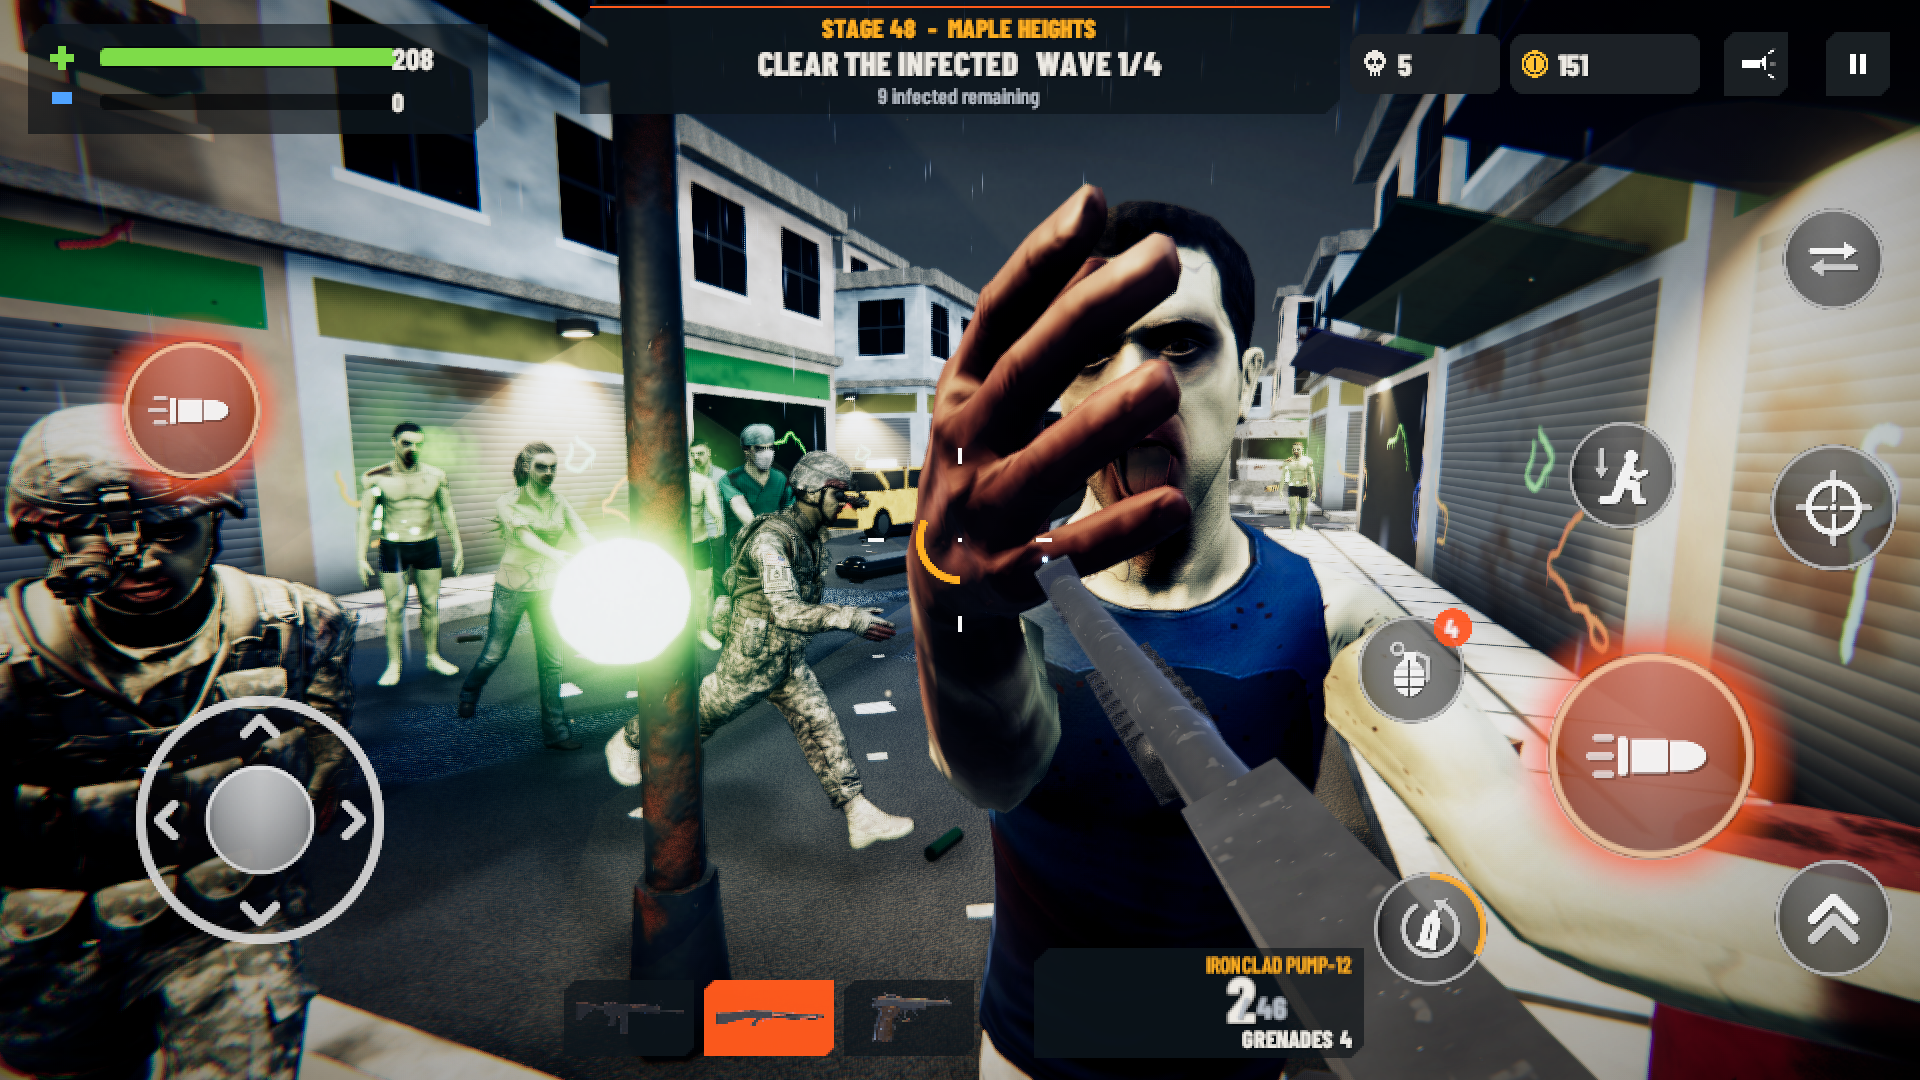 208
0
STAGE 48 - MAPLE HEIGHTS
CLEAR THE INFECTED WAVE 1/4
9 infected remaining
5
151
4
IRONCLAD PUMP-12
2 46
GRENADES 4